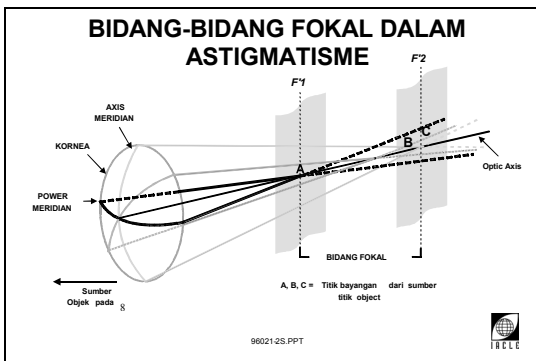 BIDANG-BIDANG FOKAL DALAM
ASTIGMATISME
F'1
F'2
AXIS
MERIDIAN
KORNEA
C
B
A
Optic Axis
POWER
MERIDIAN
BIDANG FOKAL
A, B, C = Titik bayangan dari sumber
titik object
Sumber
Objek pada 8
96021-2S.PPT
IACLE